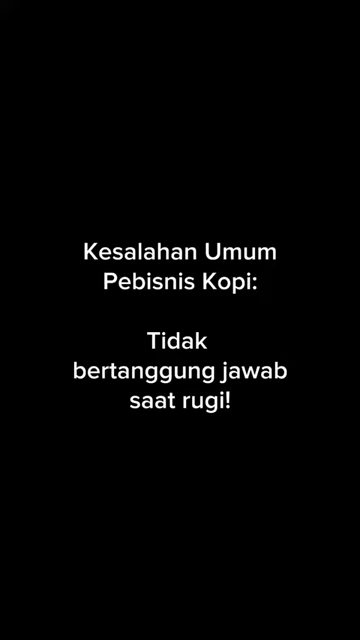 Kesalahan Umum
Pebisnis Kopi:
Tidak
bertanggung jawab
saat rugi!